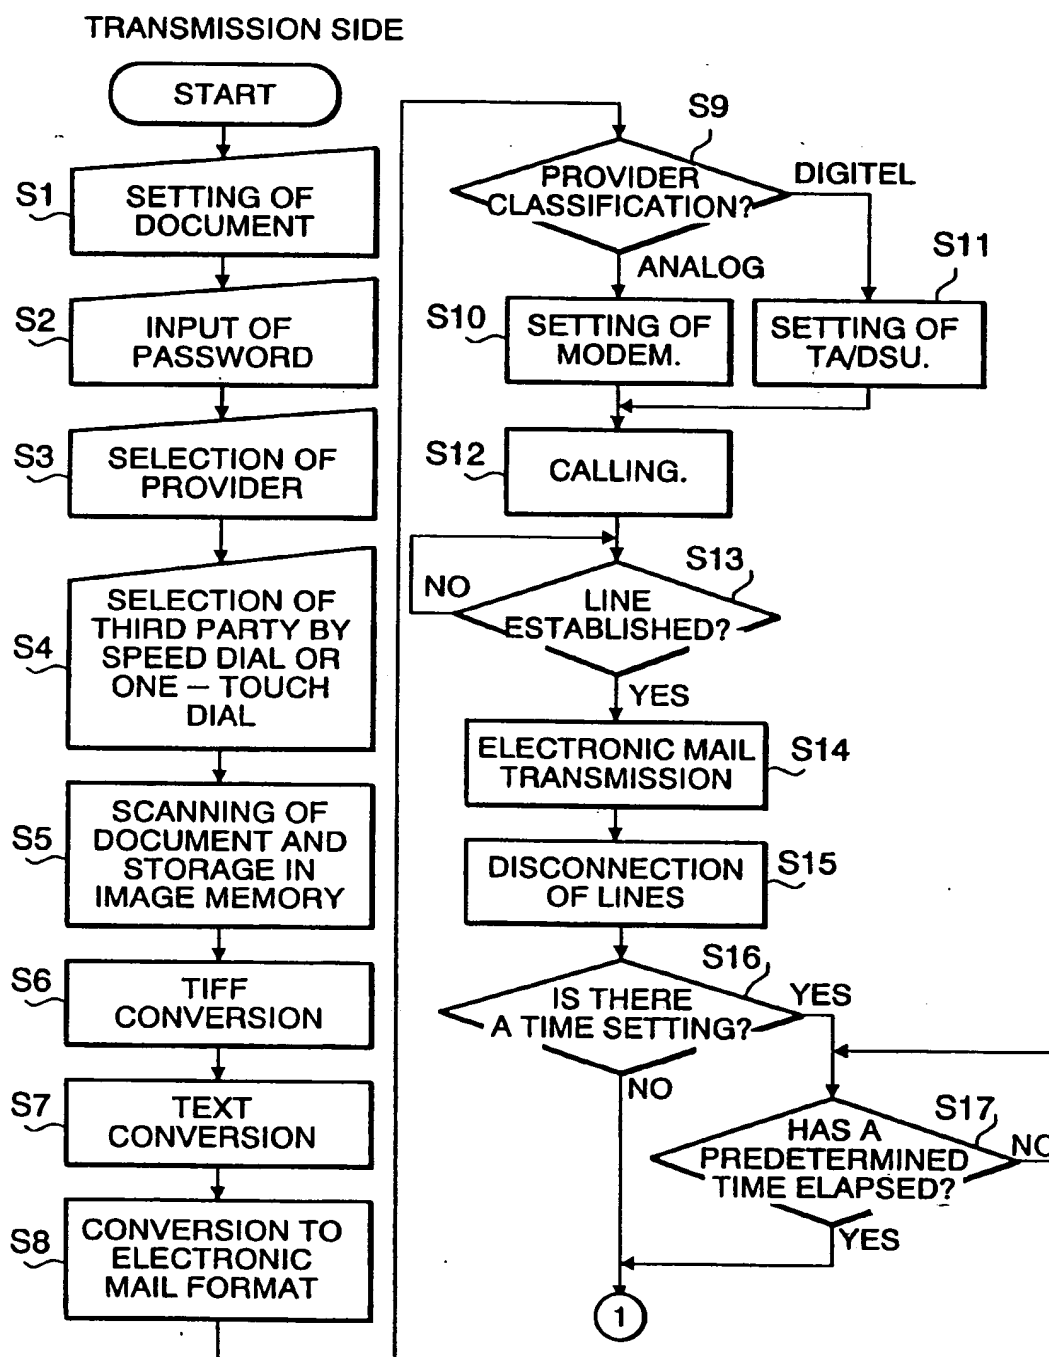 TRANSMISSION SIDE
START
S1
SETTING OF
DOCUMENT
S2
INPUT OF
PASSWORD
S3
SELECTION OF
PROVIDER
S4
SELECTION OF
THIRD PARTY BY
SPEED DIAL OR
ONE – TOUCH
DIAL
S5
SCANNING OF
DOCUMENT AND
STORAGE IN
IMAGE MEMORY
S6
TIFF
CONVERSION
S7
TEXT
CONVERSION
S8
CONVERSION TO
ELECTRONIC
MAIL FORMAT
S9
PROVIDER
CLASSIFICATION?
DIGITEL
ANALOG
S10
SETTING OF
MODEM.
S11
SETTING OF
TA/DSU.
S12
CALLING.
S13
NO
LINE
ESTABLISHED?
YES
ELECTRONIC MAIL
TRANSMISSION
S14
DISCONNECTION
OF LINES
S15
S16
IS THERE
A TIME SETTING?
YES
NO
S17
HAS A
PREDETERMINED
TIME ELAPSED?
NO
YES
1